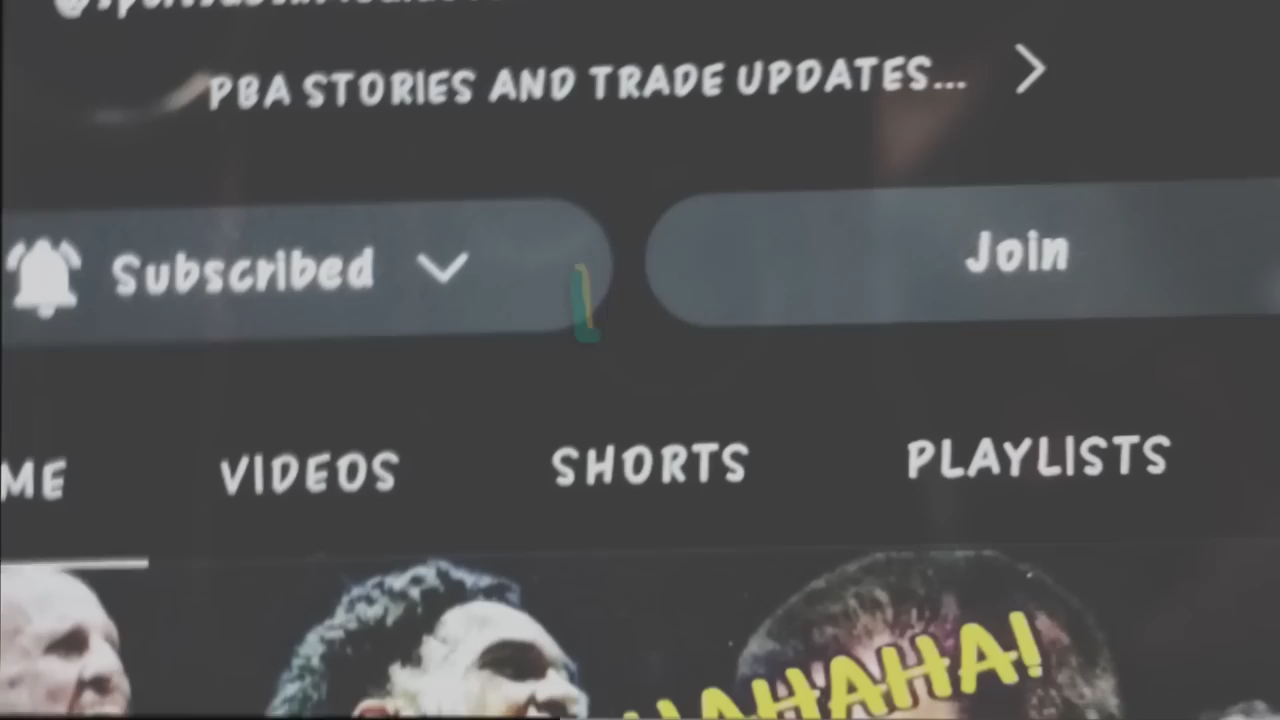 PBA STORIES AND TRADE UPDATES...
Subscribed
Join
ME VIDEOS SHORTS PLAYLISTS
HAHAHA!